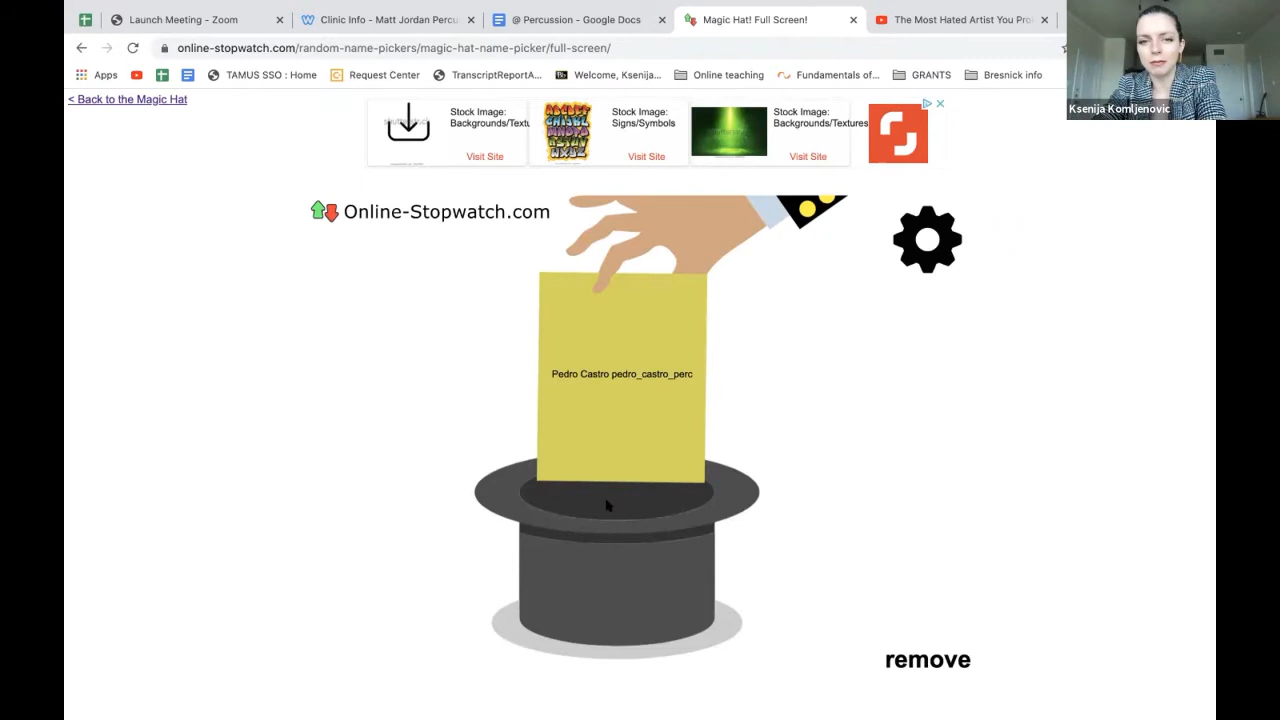 Launch Meeting - Zoom
Clinic Info - Matt Jordan Percu
@ Percussion - Google Docs
Magic Hat! Full Screen!
The Most Hated Artist You Pro
online-stopwatch.com/random-name-pickers/magic-hat-name-picker/full-screen/
Apps
TAMUS SSO : Home
Request Center
TranscriptReportA...
Welcome, Ksenija...
Online teaching
Fundamentals of...
GRANTS
Bresnick info
Ksenija Komljenovic
< Back to the Magic Hat
Stock Image:
Backgrounds/Textu
Visit Site
Stock Image:
Signs/Symbols
Visit Site
Stock Image:
Backgrounds/Textures
Visit Site
Online-Stopwatch.com
Pedro Castro pedro_castro_perc
remove